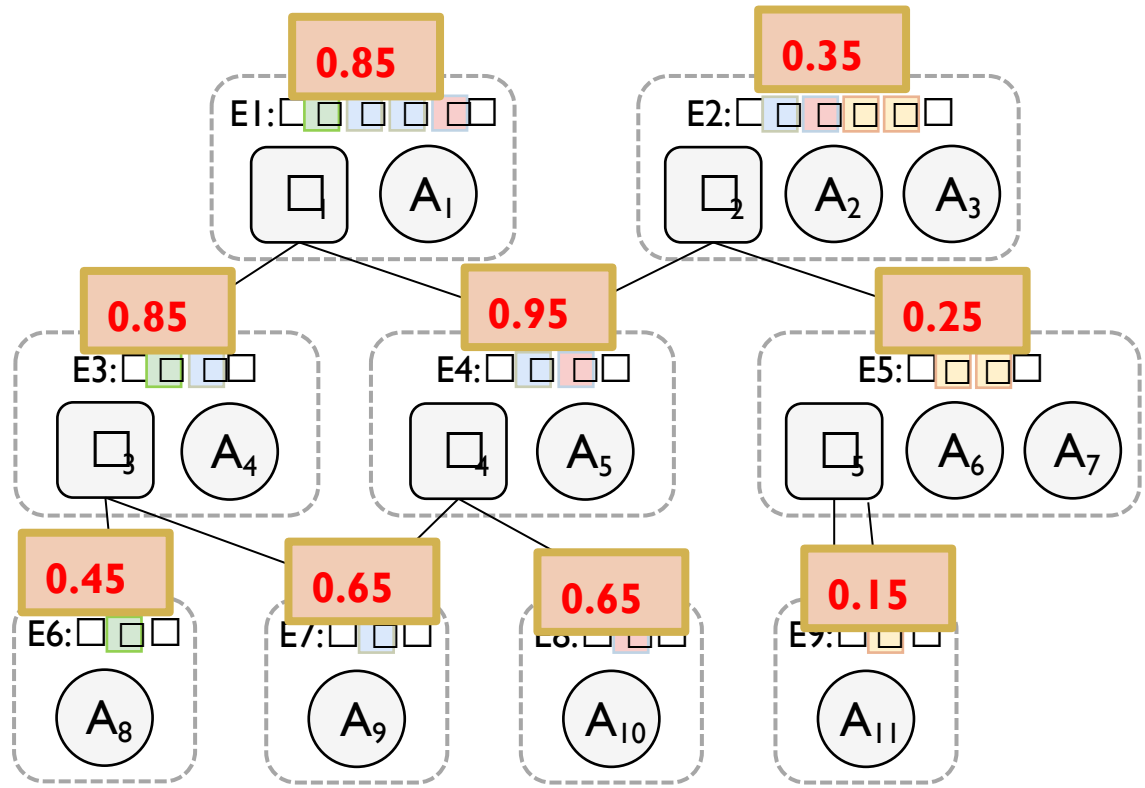 0.85
0.35
E1: □ □ □ □ □ □
E2: □ □ □ □ □ □
□1 A1
□2 A2 A3
0.85
0.95
0.25
E3: □ □ □ □
E4: □ □ □ □
E5: □ □ □ □
□3 A4
□4 A5
□5 A6 A7
0.45
0.65
0.65
0.15
E6: □ □ □
E7: □ □ □
E8: □ □ □
E9: □ □ □
A8
A9
A10
A11